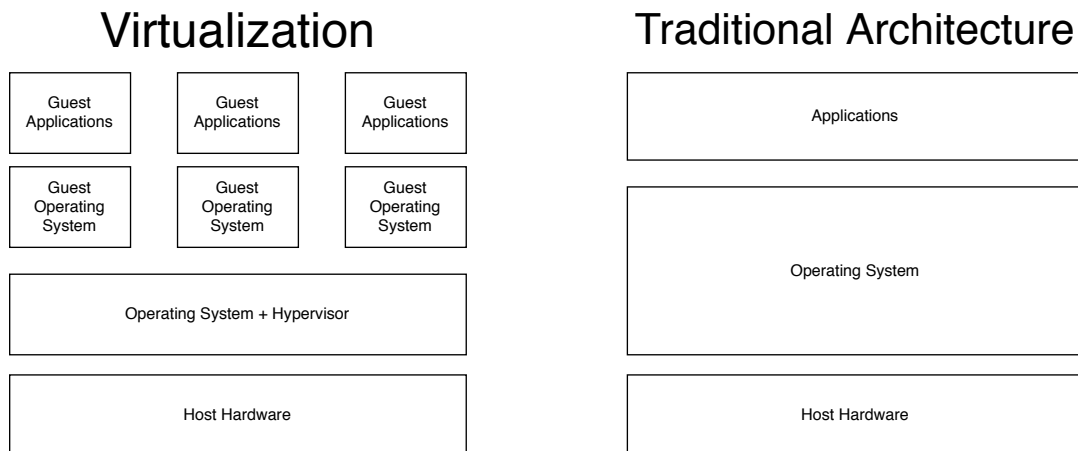 Virtualization
Traditional Architecture
Guest
Applications
Guest
Applications
Guest
Applications
Guest
Operating
System
Guest
Operating
System
Guest
Operating
System
Operating System + Hypervisor
Host Hardware
Applications
Operating System
Host Hardware